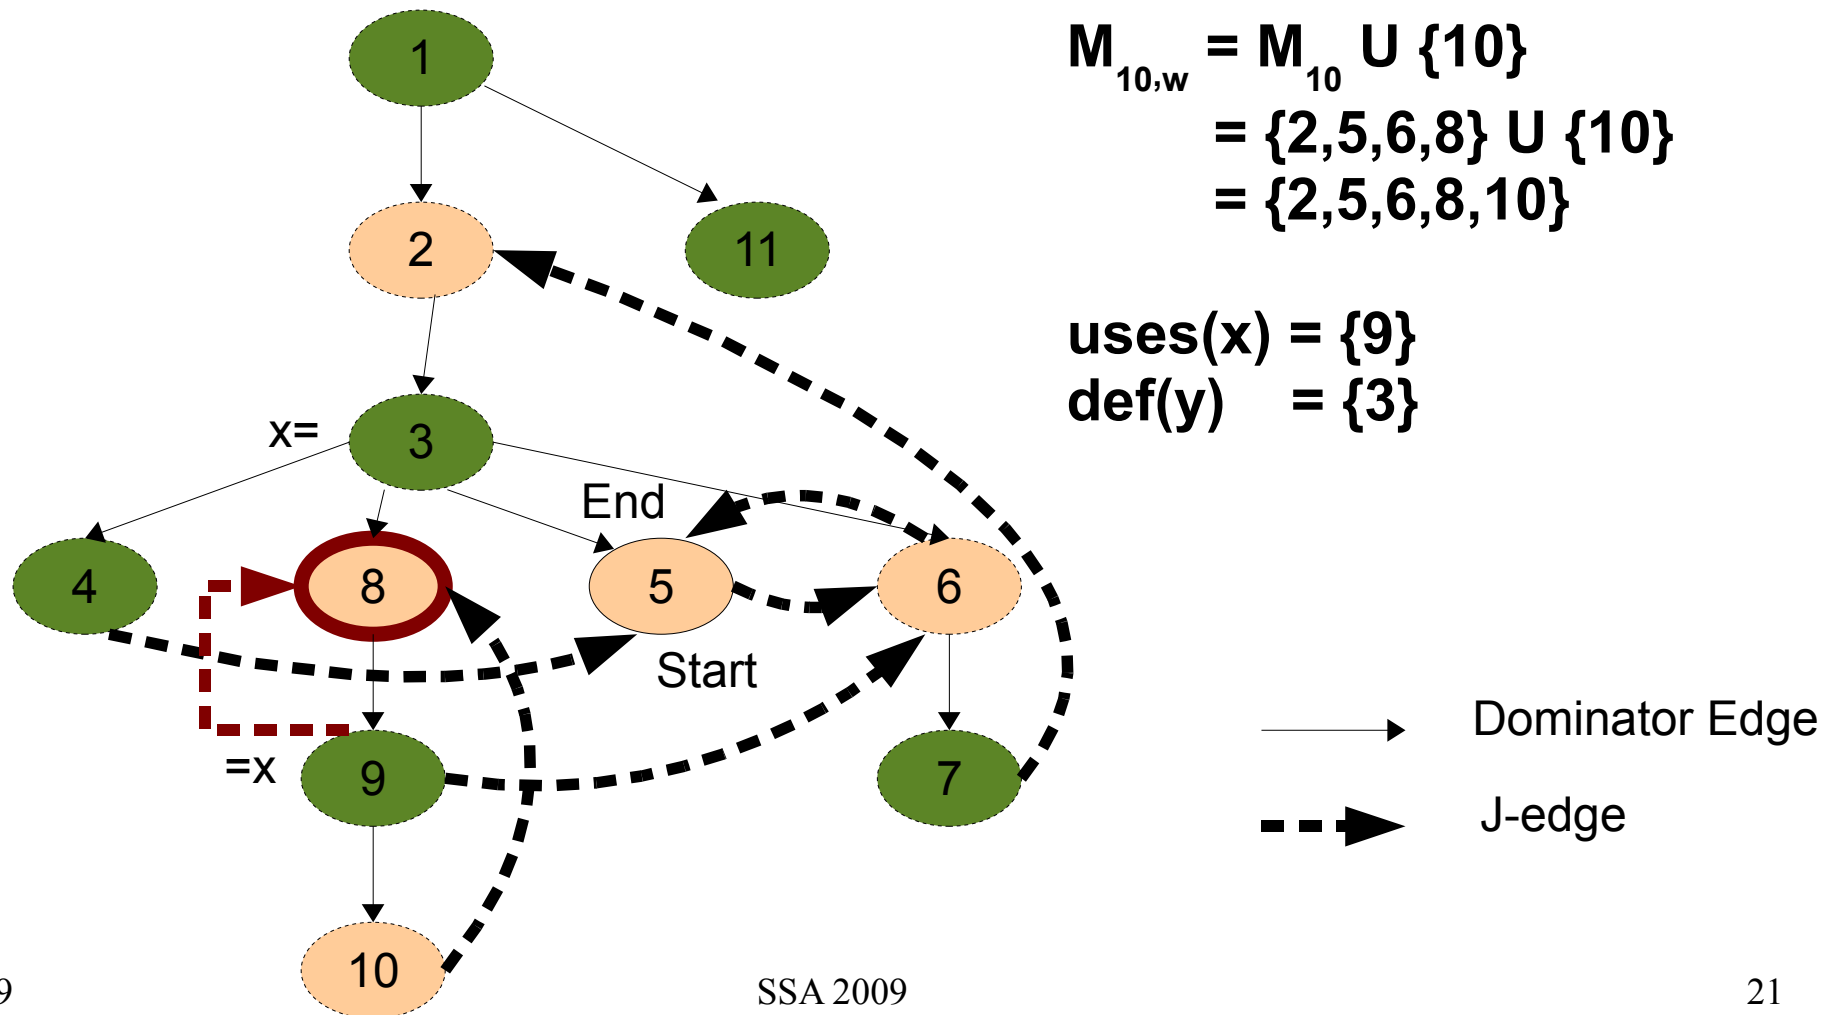 1
M10,w = M10 U {10}
= {2,5,6,8} U {10}
= {2,5,6,8,10}
2
11
uses(x) = {9}
def(y) = {3}
x=
3
End
4
8
5
6
Start
Dominator Edge
=x
9
7
J-edge
10
9
SSA 2009
21